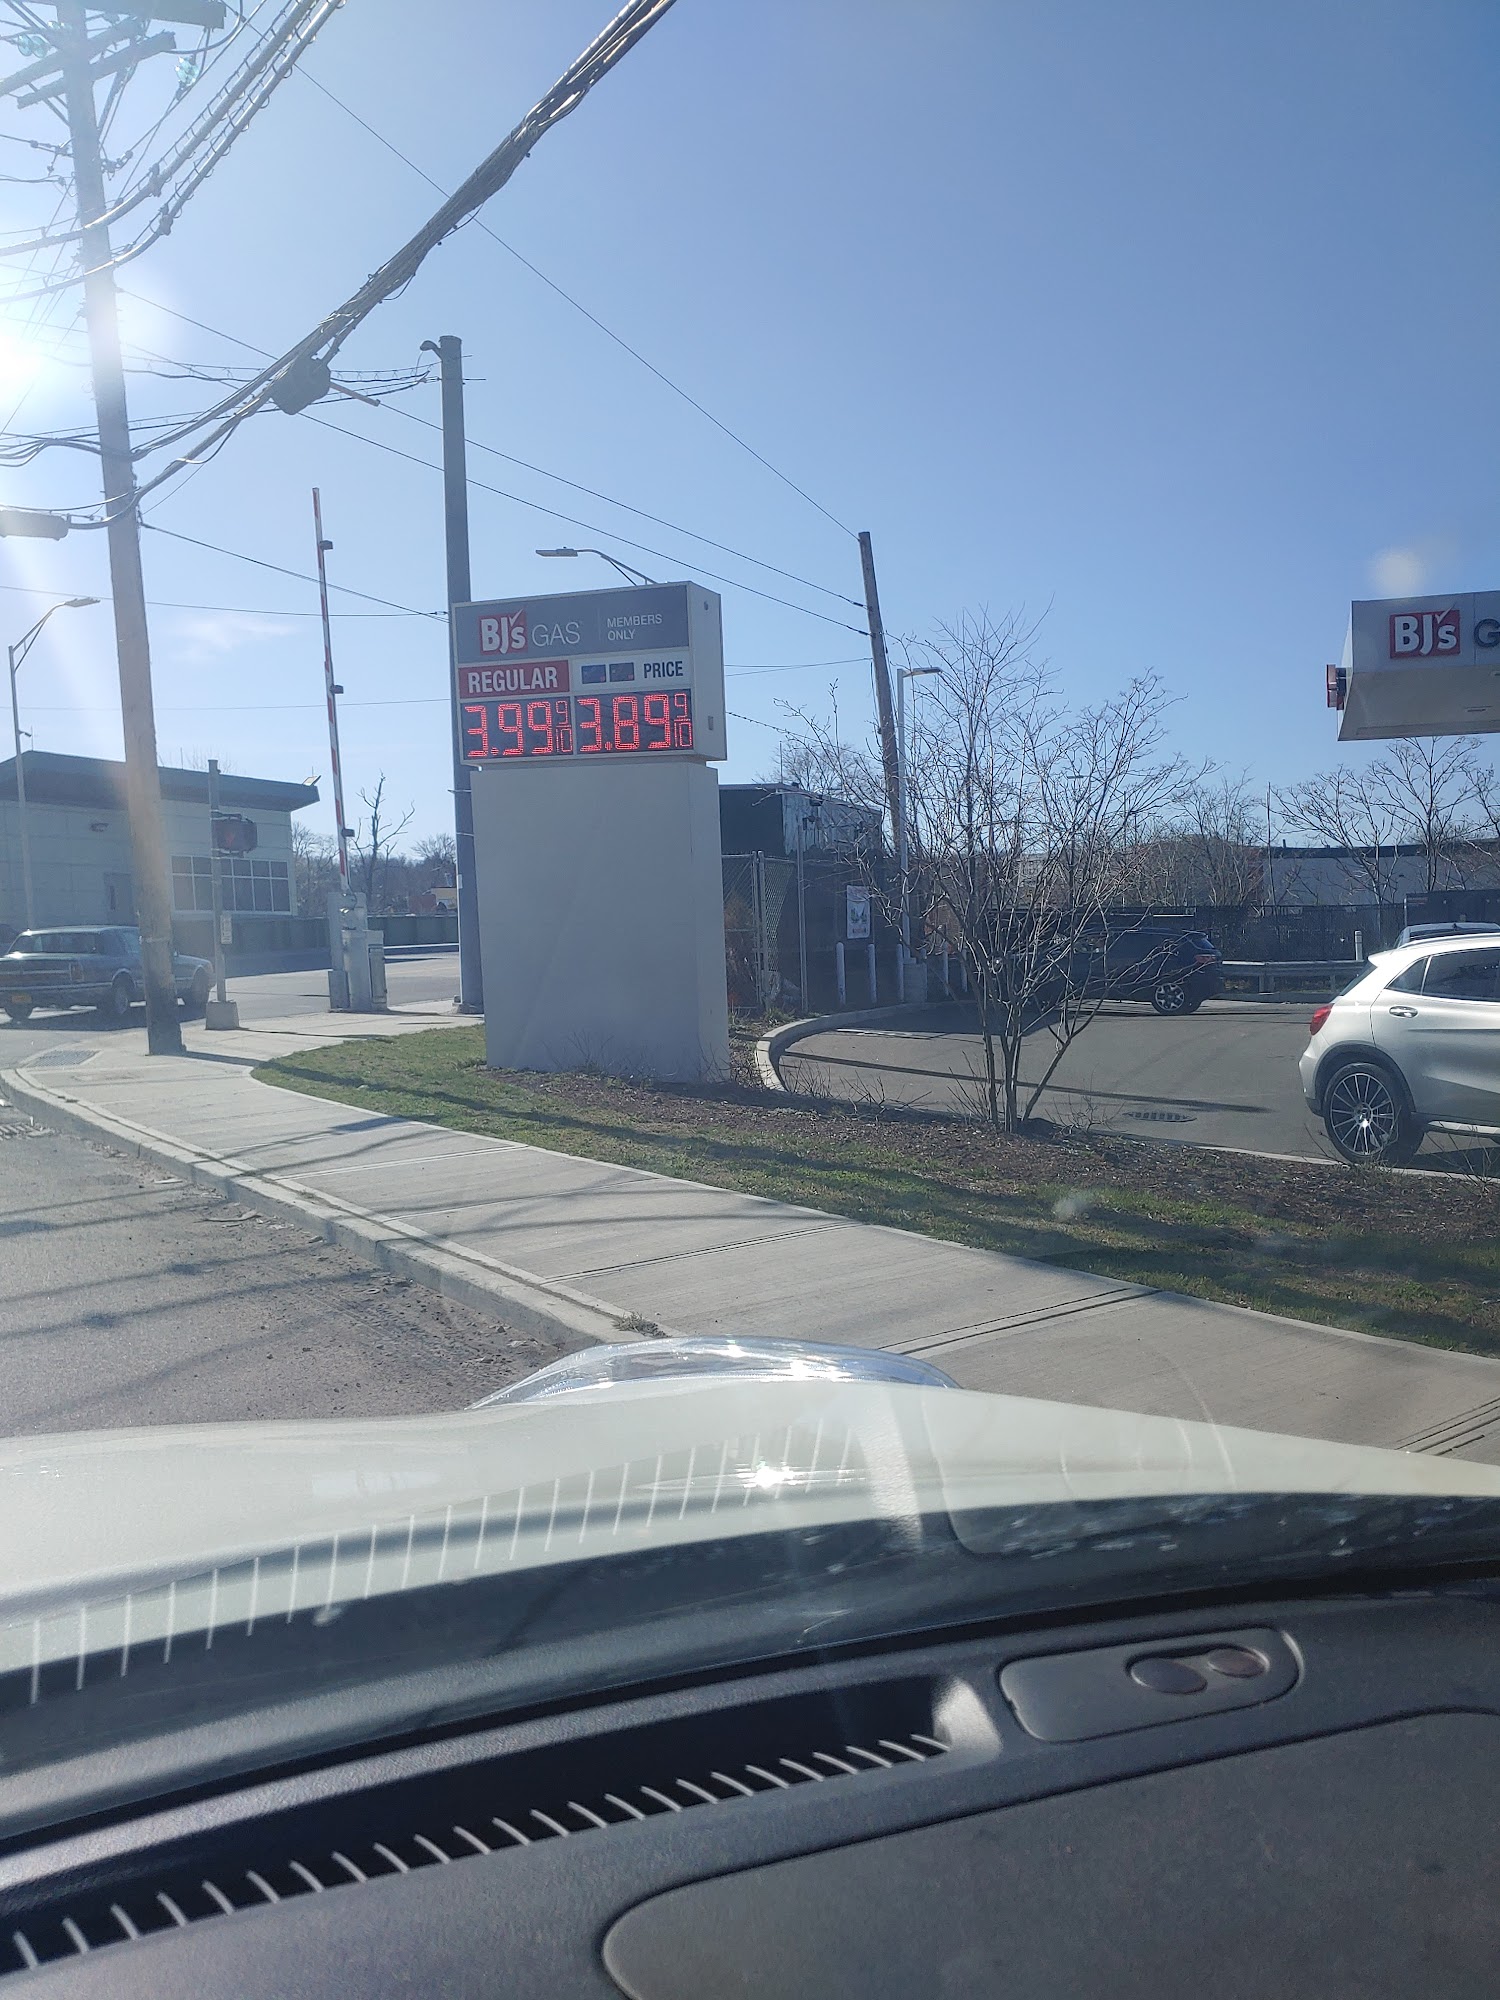 BJ's GAS MEMBERS
ONLY
REGULAR PRICE
3.99 9/10 3.89 9/10
BJ's G